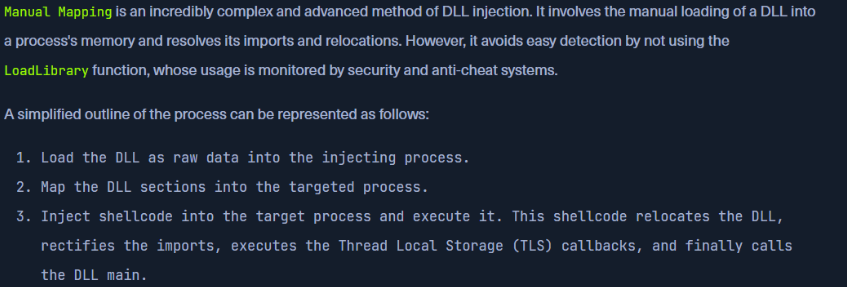 Manual Mapping is an incredibly complex and advanced method of DLL injection. It involves the manual loading of a DLL into
a process's memory and resolves its imports and relocations. However, it avoids easy detection by not using the
LoadLibrary function, whose usage is monitored by security and anti-cheat systems.
A simplified outline of the process can be represented as follows:
1. Load the DLL as raw data into the injecting process.
2. Map the DLL sections into the targeted process.
3. Inject shellcode into the target process and execute it. This shellcode relocates the DLL,
rectifies the imports, executes the Thread Local Storage (TLS) callbacks, and finally calls
the DLL main.